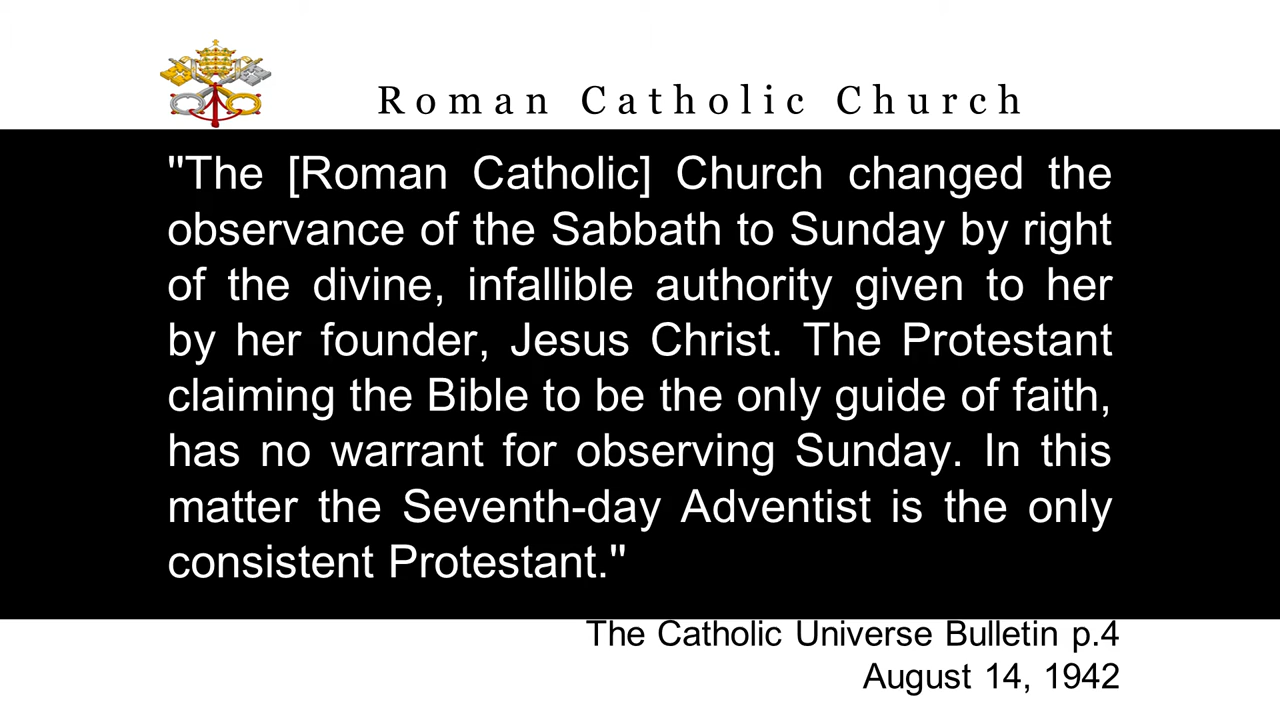 Roman Catholic Church
"The [Roman Catholic] Church changed the
observance of the Sabbath to Sunday by right
of the divine, infallible authority given to her
by her founder, Jesus Christ. The Protestant
claiming the Bible to be the only guide of faith,
has no warrant for observing Sunday. In this
matter the Seventh-day Adventist is the only
consistent Protestant."
The Catholic Universe Bulletin p.4
August 14, 1942